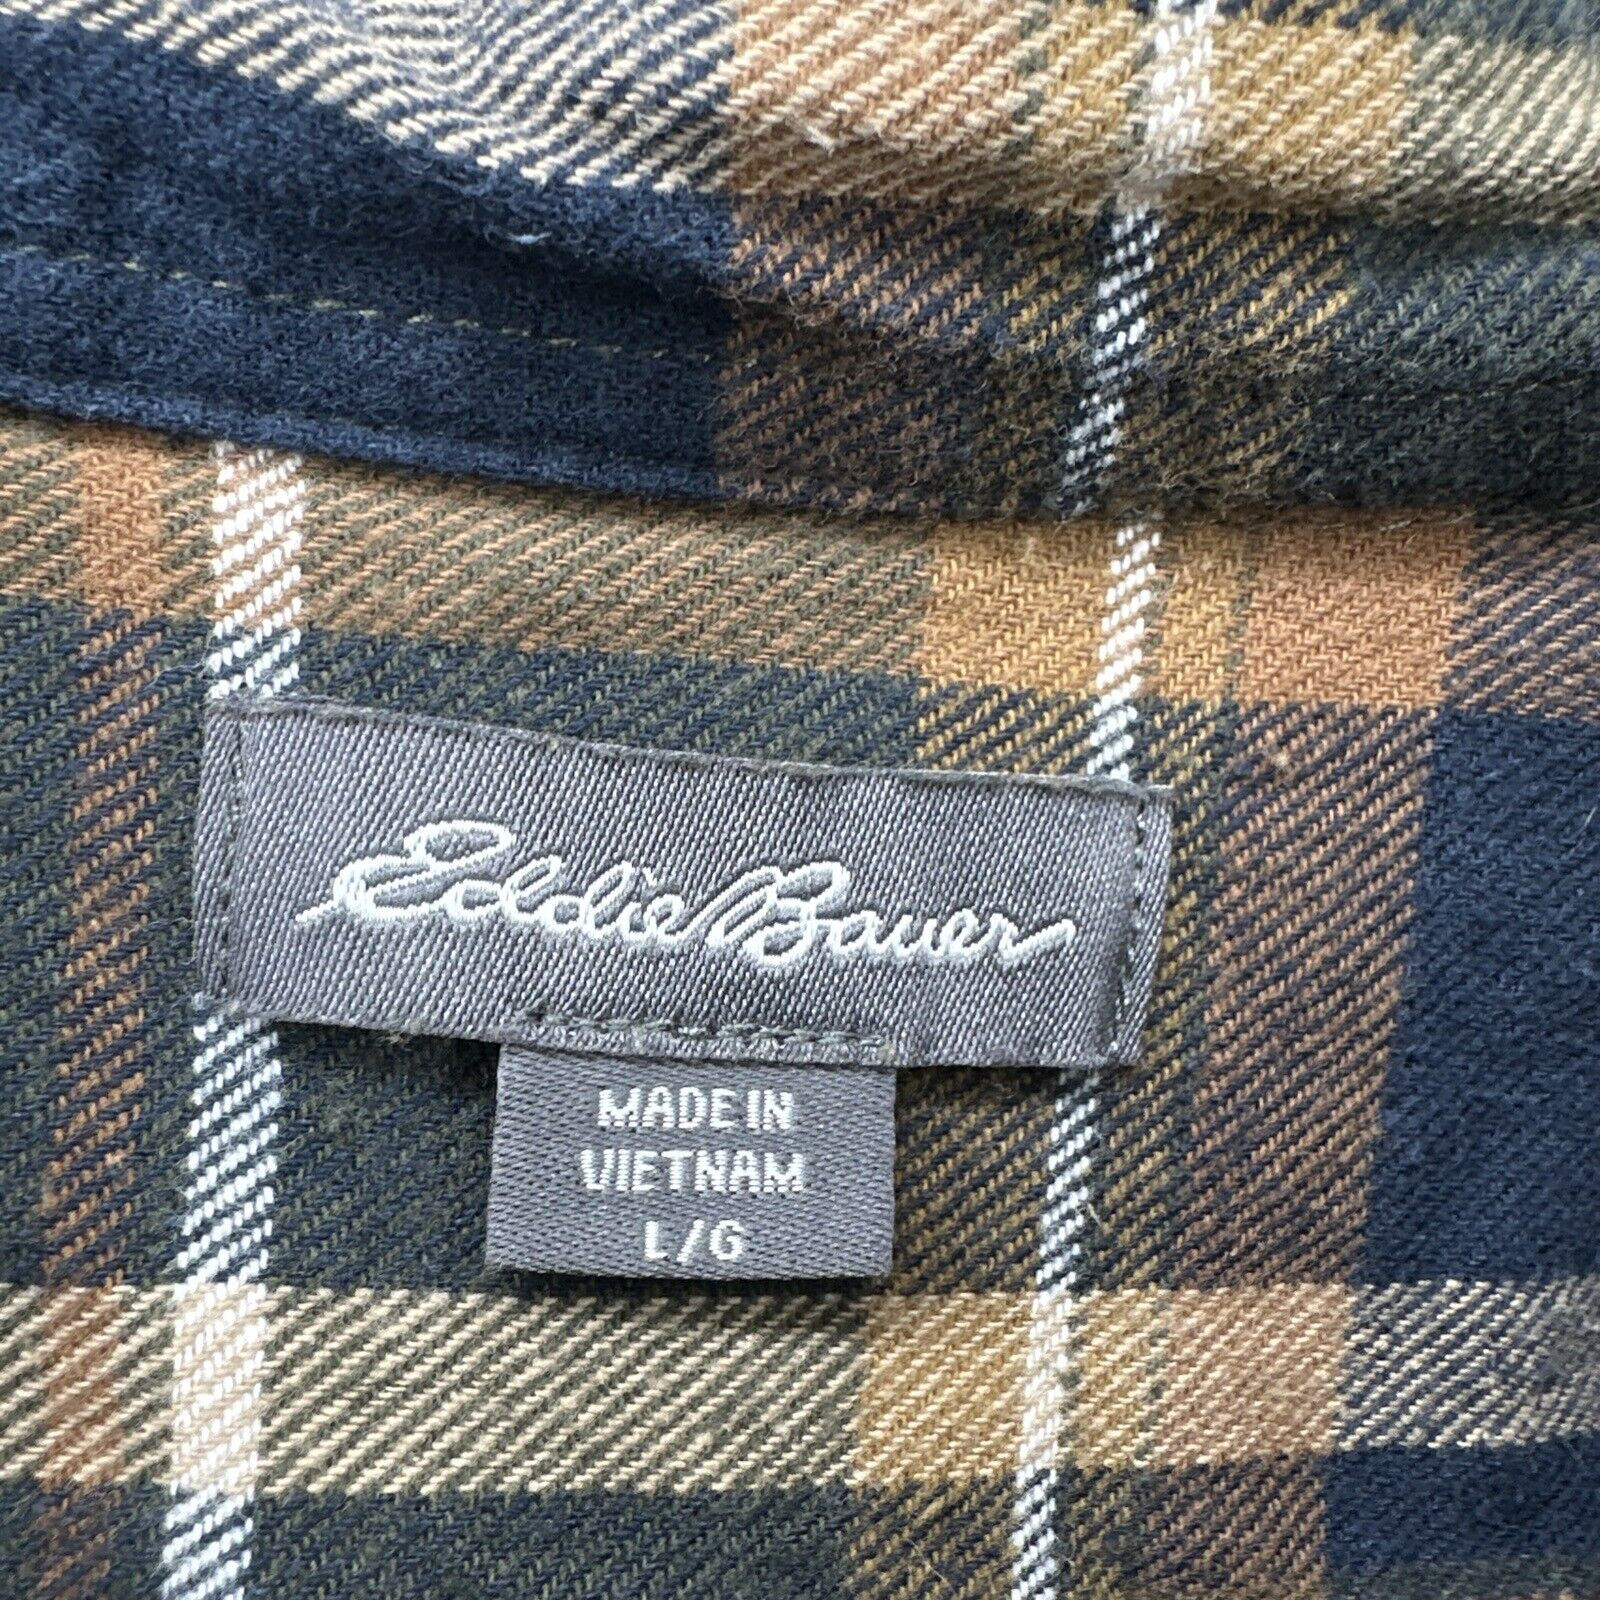 Eddie Bauer
MADE IN
VIETNAM
L/G